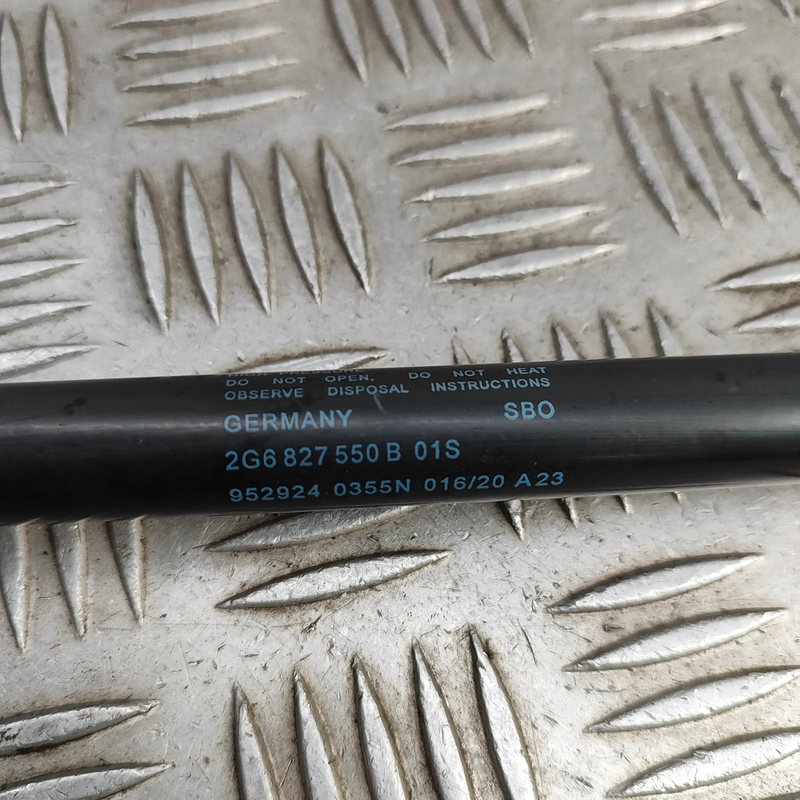 DO NOT OPEN, DO NOT HEAT
OBSERVE DISPOSAL INSTRUCTIONS
GERMANY SBO
2G6 827 550 B 01S
952924 0355N 016/20 A23